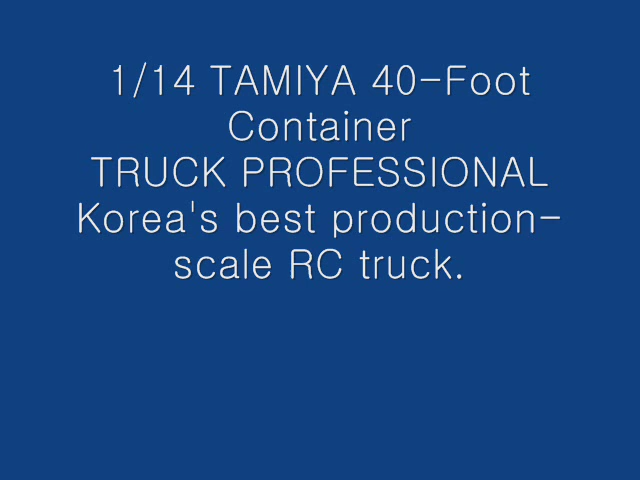 1/14 TAMIYA 40-Foot
Container
TRUCK PROFESSIONAL
Korea's best production-
scale RC truck.